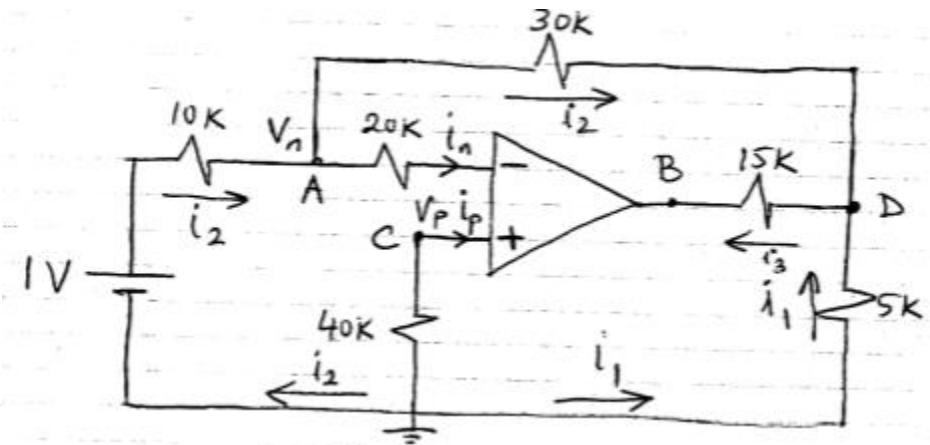 30K
i₂
10K
Vn
20K
in
B
15K
A
i₂
−
Vp
ip
C
+
D
i₃
1V
i₁
5K
40K
i₂
i₁